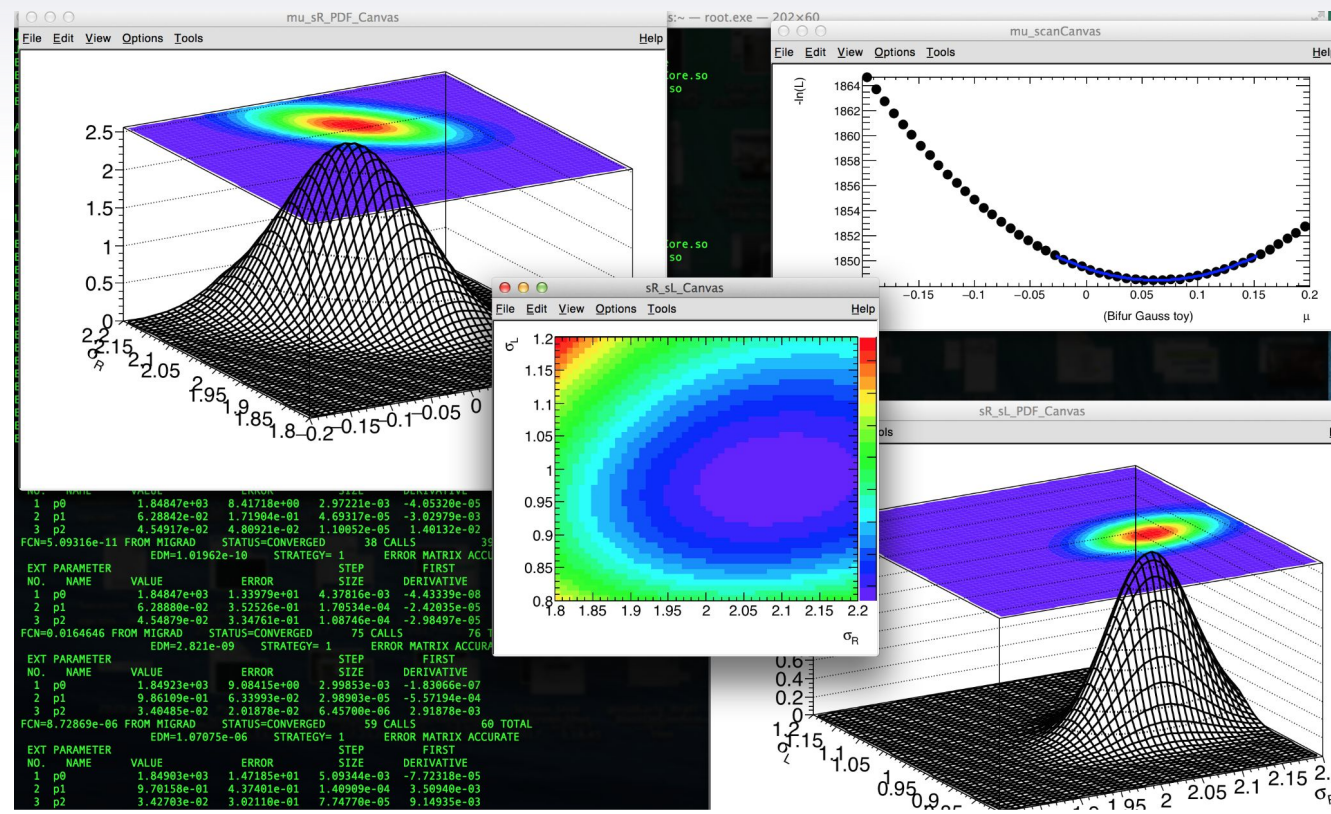 mu_sR_PDF_Canvas
File Edit View Options Tools Help
2.5
2
1.5
1
0.5
0
2.2
2.15
2.1
2.05
2
1.95
1.9
1.85
1.8
σR
-0.2
-0.15
-0.1
-0.05
0
s:~ — root.exe — 202×60
Core.so
so
ore.so
so
mu_scanCanvas
File Edit View Options Tools Help
-ln(L)
1864
1862
1860
1858
1856
1854
1852
1850
−0.15 −0.1 −0.05 0 0.05 0.1 0.15 0.2
(Bifur Gauss toy) μ
sR_sL_Canvas
File Edit View Options Tools Help
σL
1.2
1.15
1.1
1.05
1
0.95
0.9
0.85
0.8
1.8 1.85 1.9 1.95 2 2.05 2.1 2.15 2.2
σR
sR_sL_PDF_Canvas
ols
0.6
0.4
0.2
0
1.2
1.15
1.1
1.05
1
0.95
0.9
σL
1.95 2 2.05 2.1 2.15 2.
σR
NO. NAME VALUE ERROR SIZE DERIVATIVE
1 p0 1.84847e+03 8.41718e+00 2.97221e-03 -4.05320e-05
2 p1 6.28842e-02 1.71904e-01 4.69317e-05 -3.02979e-03
3 p2 4.54917e-02 4.80921e-02 1.10052e-05 1.40132e-02
FCN=5.09316e-11 FROM MIGRAD STATUS=CONVERGED 38 CALLS 39
EDM=1.01962e-10 STRATEGY= 1 ERROR MATRIX ACCU
EXT PARAMETER STEP FIRST
NO. NAME VALUE ERROR SIZE DERIVATIVE
1 p0 1.84847e+03 1.33979e+01 4.37816e-03 -4.43339e-08
2 p1 6.28880e-02 3.52526e-01 1.70534e-04 -2.42035e-05
3 p2 4.54879e-02 3.34761e-01 1.08746e-04 -2.98497e-05
FCN=0.0164646 FROM MIGRAD STATUS=CONVERGED 75 CALLS 76 T
EDM=2.821e-09 STRATEGY= 1 ERROR MATRIX ACCURA
EXT PARAMETER STEP FIRST
NO. NAME VALUE ERROR SIZE DERIVATIVE
1 p0 1.84923e+03 9.08415e+00 2.99853e-03 -1.83066e-07
2 p1 9.86109e-01 6.33993e-02 2.98903e-05 -5.57194e-04
3 p2 3.40485e-02 2.01878e-02 6.45700e-06 2.91878e-03
FCN=8.72869e-06 FROM MIGRAD STATUS=CONVERGED 59 CALLS 60 TOTAL
EDM=1.07075e-06 STRATEGY= 1 ERROR MATRIX ACCURATE
EXT PARAMETER STEP FIRST
NO. NAME VALUE ERROR SIZE DERIVATIVE
1 p0 1.84903e+03 1.47185e+01 5.09344e-03 -7.72318e-05
2 p1 9.70158e-01 4.37401e-01 1.40909e-04 3.50940e-03
3 p2 3.42703e-02 3.02110e-01 7.74770e-05 9.14935e-03